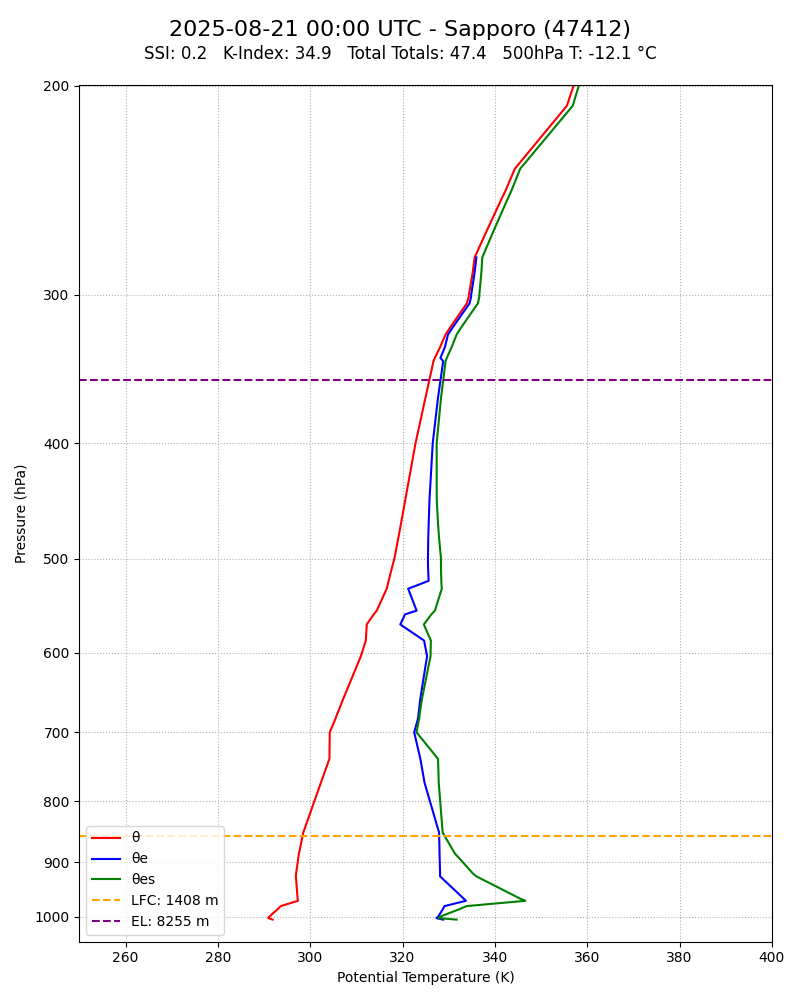 2025-08-21 00:00 UTC - Sapporo (47412)
SSI: 0.2   K-Index: 34.9   Total Totals: 47.4   500hPa T: -12.1 °C
200
300
400
500
600
700
800
900
1000
Pressure (hPa)
θ
θe
θes
LFC: 1408 m
EL: 8255 m
260 280 300 320 340 360 380 400
Potential Temperature (K)